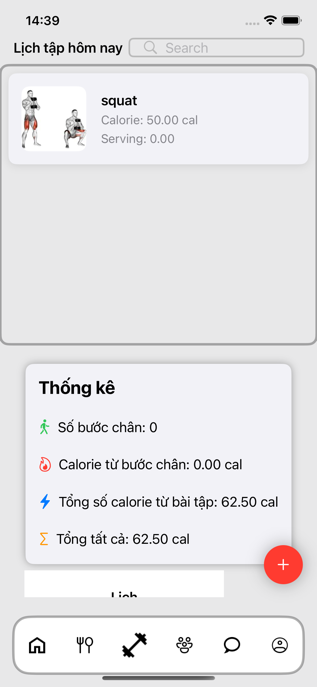 14:39
Lịch tập hôm nay
Search
squat
Calorie: 50.00 cal
Serving: 0.00
Thống kê
Số bước chân: 0
Calorie từ bước chân: 0.00 cal
Tổng số calorie từ bài tập: 62.50 cal
Tổng tất cả: 62.50 cal
Lịch